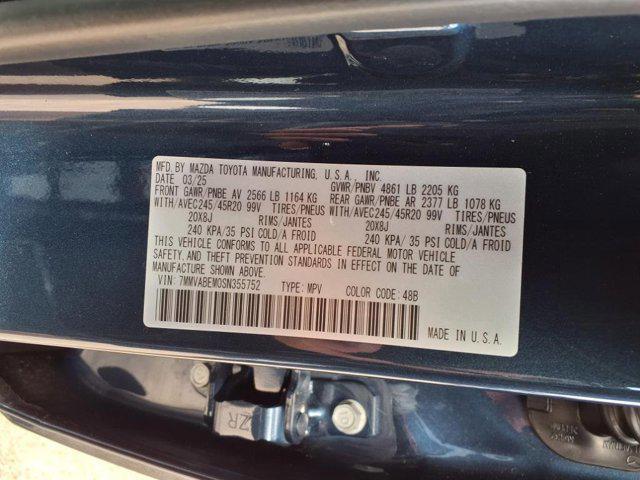 MFD. BY MAZDA TOYOTA MANUFACTURING, U.S.A., INC.
DATE 03/25 GVWR/PNBV 4861 LB 2205 KG
FRONT GAWR/PNBE AV 2566 LB 1164 KG REAR GAWR/PNBE AR 2377 LB 1078 KG
WITH/AVEC245/45R20 99V TIRES/PNEUS WITH/AVEC245/45R20 99V TIRES/PNEUS
20X8J RIMS/JANTES 20X8J RIMS/JANTES
240 KPA/35 PSI COLD/A FROID 240 KPA/35 PSI COLD/A FROID
THIS VEHICLE CONFORMS TO ALL APPLICABLE FEDERAL MOTOR VEHICLE
SAFETY, AND THEFT PREVENTION STANDARDS IN EFFECT ON THE DATE OF
MANUFACTURE SHOWN ABOVE.
VIN: 7MMVABEM0SN355752 TYPE: MPV COLOR CODE: 48B
MADE IN U.S.A.
ZR